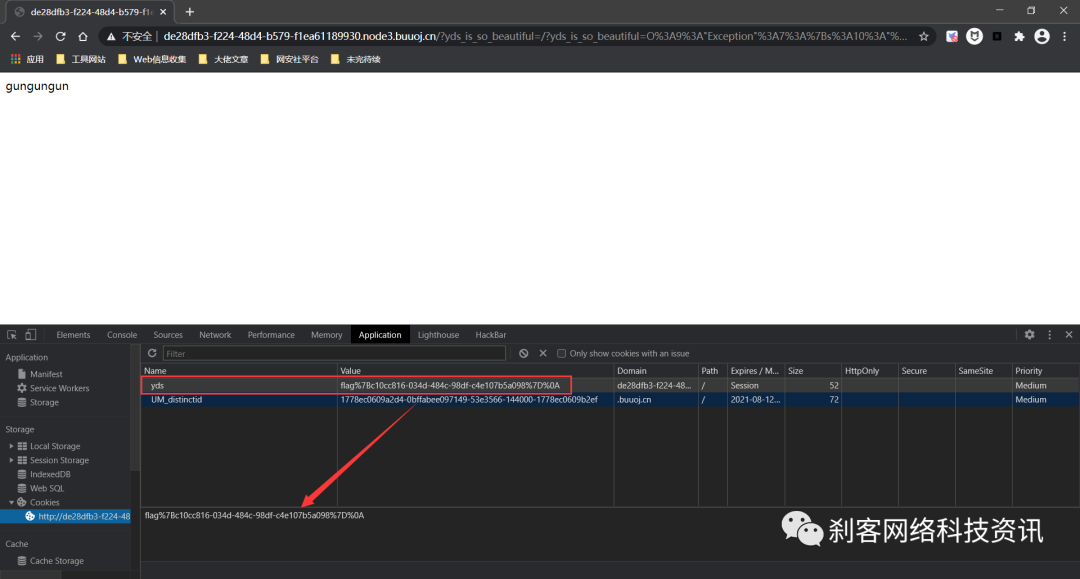 de28dfb3-f224-48d4-b579-f1e
不安全 de28dfb3-f224-48d4-b579-f1ea61189930.node3.buuoj.cn/?yds_is_so_beautiful=/?yds_is_so_beautiful=O%3A9%3A"Exception"%3A7%3A%7Bs%3A10%3A"%...
应用 工具网站 Web信息收集 大佬文章 网安社平台 未完待续
gungungun
Elements Console Sources Network Performance Memory Application Lighthouse HackBar
Application
Manifest
Service Workers
Storage
Storage
Local Storage
Session Storage
IndexedDB
Web SQL
Cookies
http://de28dfb3-f224-48
Cache
Cache Storage
Filter Only show cookies with an issue
Name Value Domain Path Expires / M... Size HttpOnly Secure SameSite Priority
yds flag%7Bc10cc816-034d-484c-98df-c4e107b5a098%7D%0A de28dfb3-f224-48... / Session 52 Medium
UM_distinctid 1778ec0609a2d4-0bffabee097149-53e3566-144000-1778ec0609b2ef .buuoj.cn / 2021-08-12... 72 Medium
flag%7Bc10cc816-034d-484c-98df-c4e107b5a098%7D%0A
刹客网络科技资讯